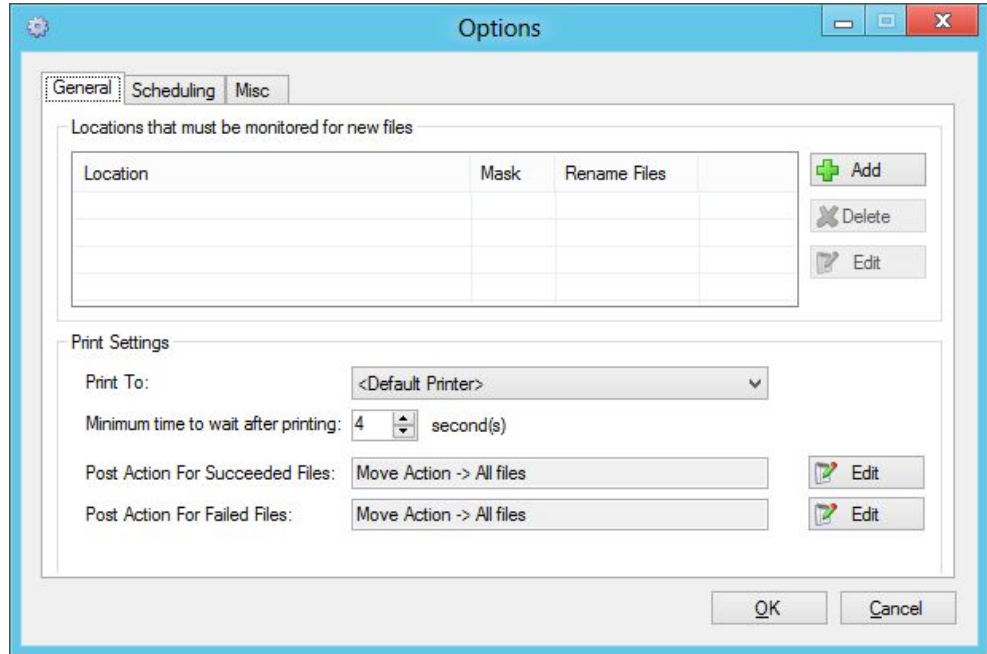 Options
General Scheduling Misc
Locations that must be monitored for new files
Location Mask Rename Files
Add
Delete
Edit
Print Settings
Print To: <Default Printer>
Minimum time to wait after printing: 4 second(s)
Post Action For Succeeded Files: Move Action -> All files Edit
Post Action For Failed Files: Move Action -> All files Edit
OK Cancel